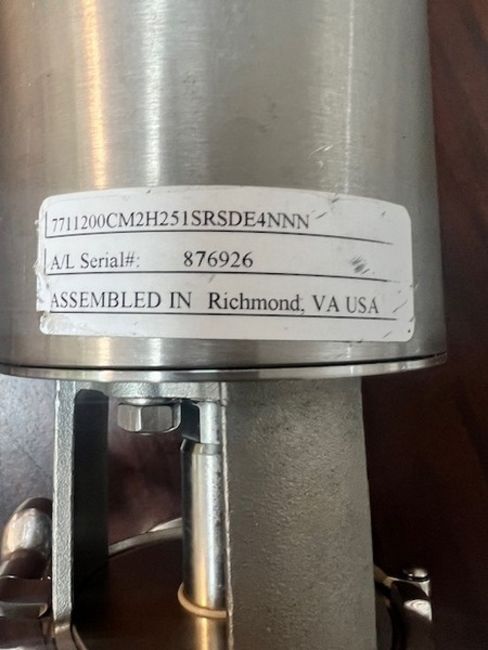 7711200CM2H251SRSDE4NNN
A/L Serial#: 876926
ASSEMBLED IN Richmond, VA USA